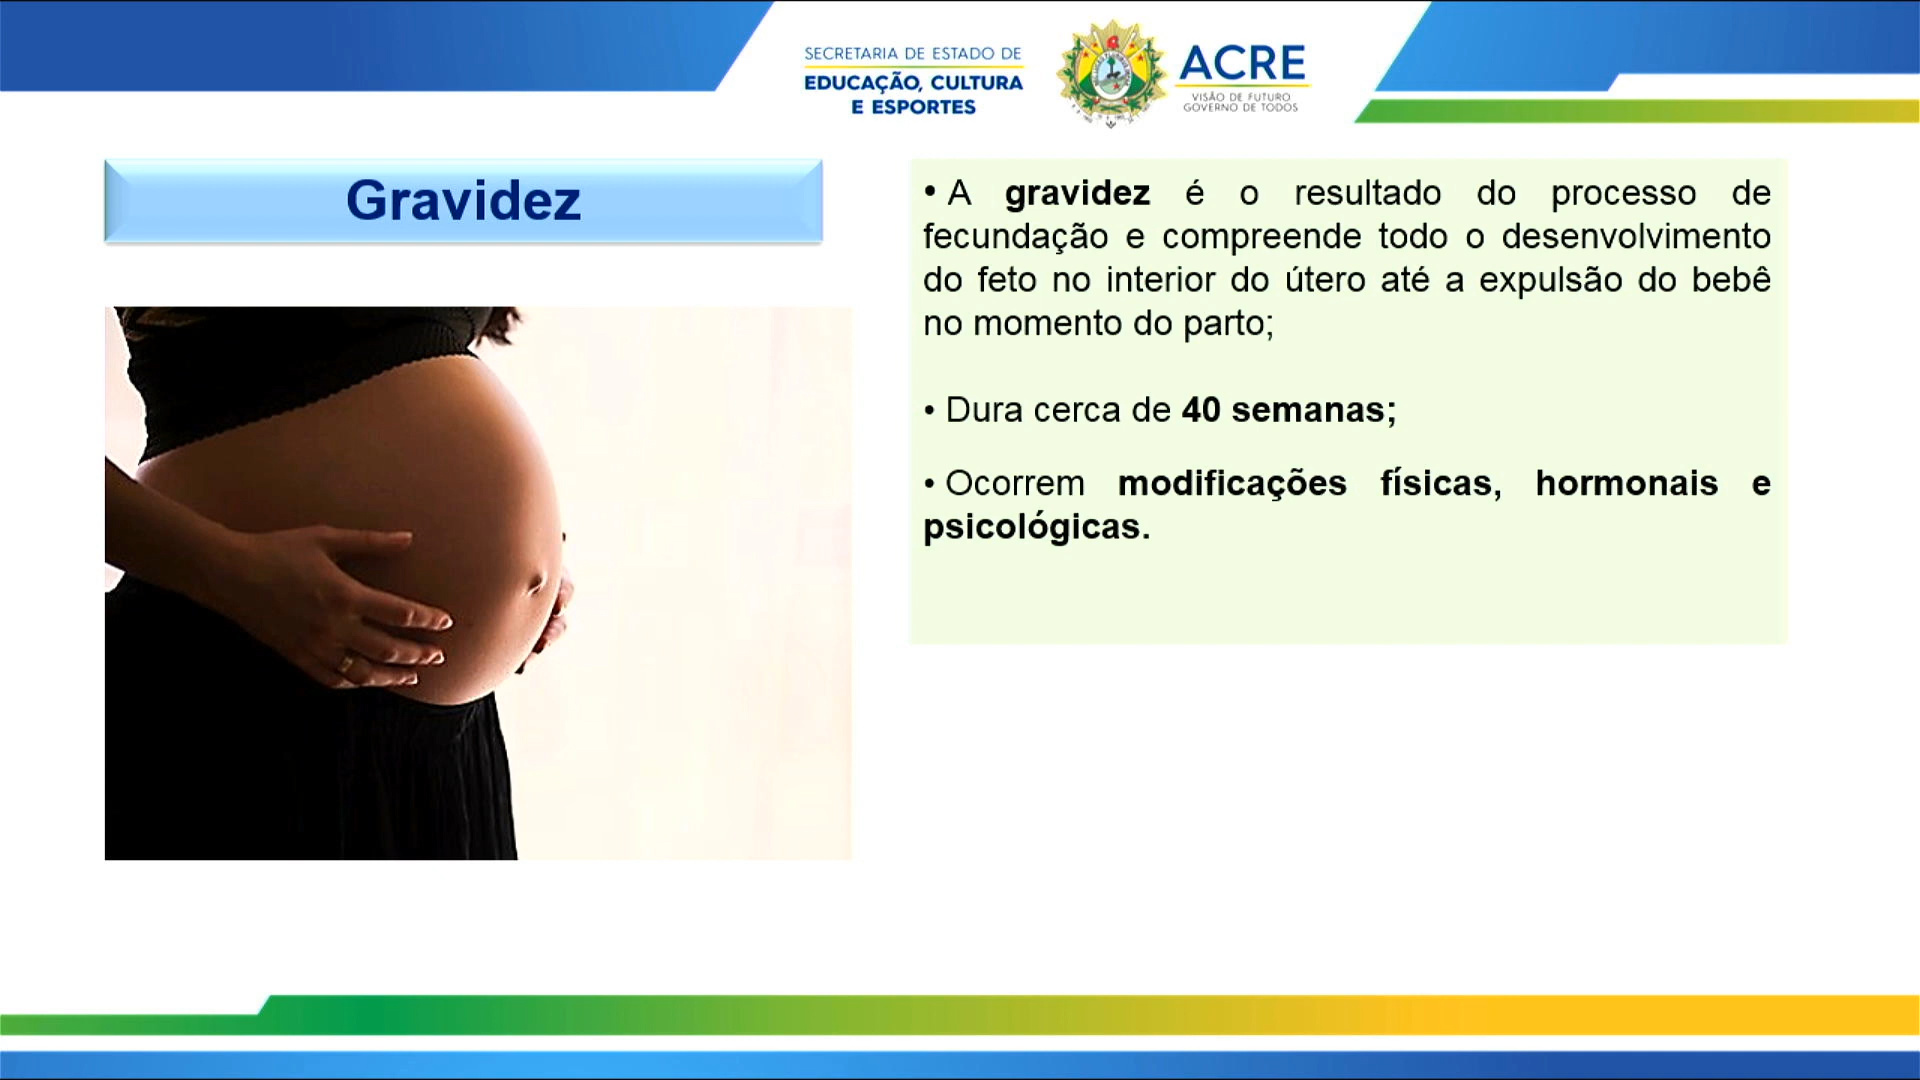 SECRETARIA DE ESTADO DE
EDUCAÇÃO, CULTURA
E ESPORTES
ACRE
VISÃO DE FUTURO
GOVERNO DE TODOS
Gravidez
• A gravidez é o resultado do processo de
fecundação e compreende todo o desenvolvimento
do feto no interior do útero até a expulsão do bebê
no momento do parto;
• Dura cerca de 40 semanas;
• Ocorrem modificações físicas, hormonais e
psicológicas.